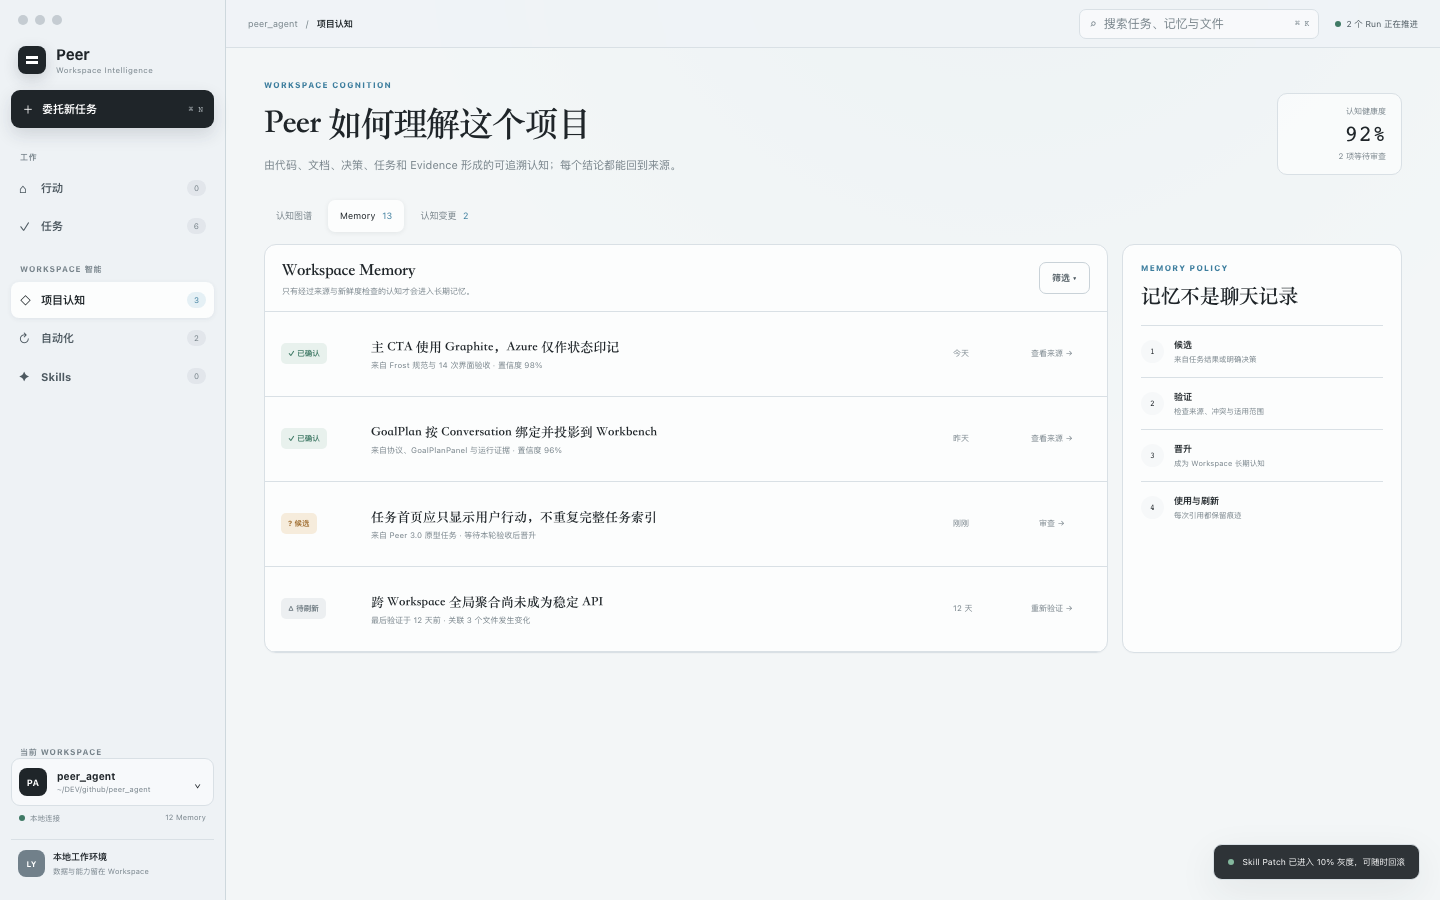 Peer
Workspace Intelligence
+ 委托新任务 ⌘ N
工作
行动 0
任务 6
WORKSPACE 智能
项目认知 3
自动化 2
Skills 0
当前 WORKSPACE
PA
peer_agent
~/DEV/github/peer_agent
本地连接 12 Memory
LY
本地工作环境
数据与能力留在 Workspace
peer_agent / 项目认知
搜索任务、记忆与文件 ⌘ K
2 个 Run 正在推进
WORKSPACE COGNITION
Peer 如何理解这个项目
由代码、文档、决策、任务和 Evidence 形成的可追溯认知；每个结论都能回到来源。
认知健康度
92%
2 项等待审查
认知图谱 Memory 13 认知变更 2
Workspace Memory
只有经过来源与新鲜度检查的认知才会进入长期记忆。
筛选 ▾
✓ 已确认
主 CTA 使用 Graphite，Azure 仅作状态印记
来自 Frost 规范与 14 次界面验收 · 置信度 98%
今天
查看来源 →
✓ 已确认
GoalPlan 按 Conversation 绑定并投影到 Workbench
来自协议、GoalPlanPanel 与运行证据 · 置信度 96%
昨天
查看来源 →
? 候选
任务首页应只显示用户行动，不重复完整任务索引
来自 Peer 3.0 原型任务 · 等待本轮验收后晋升
刚刚
审查 →
Δ 待刷新
跨 Workspace 全局聚合尚未成为稳定 API
最后验证于 12 天前 · 关联 3 个文件发生变化
12 天
重新验证 →
MEMORY POLICY
记忆不是聊天记录
1
候选
来自任务结果或明确决策
2
验证
检查来源、冲突与适用范围
3
晋升
成为 Workspace 长期认知
4
使用与刷新
每次引用都保留痕迹
Skill Patch 已进入 10% 灰度，可随时回滚